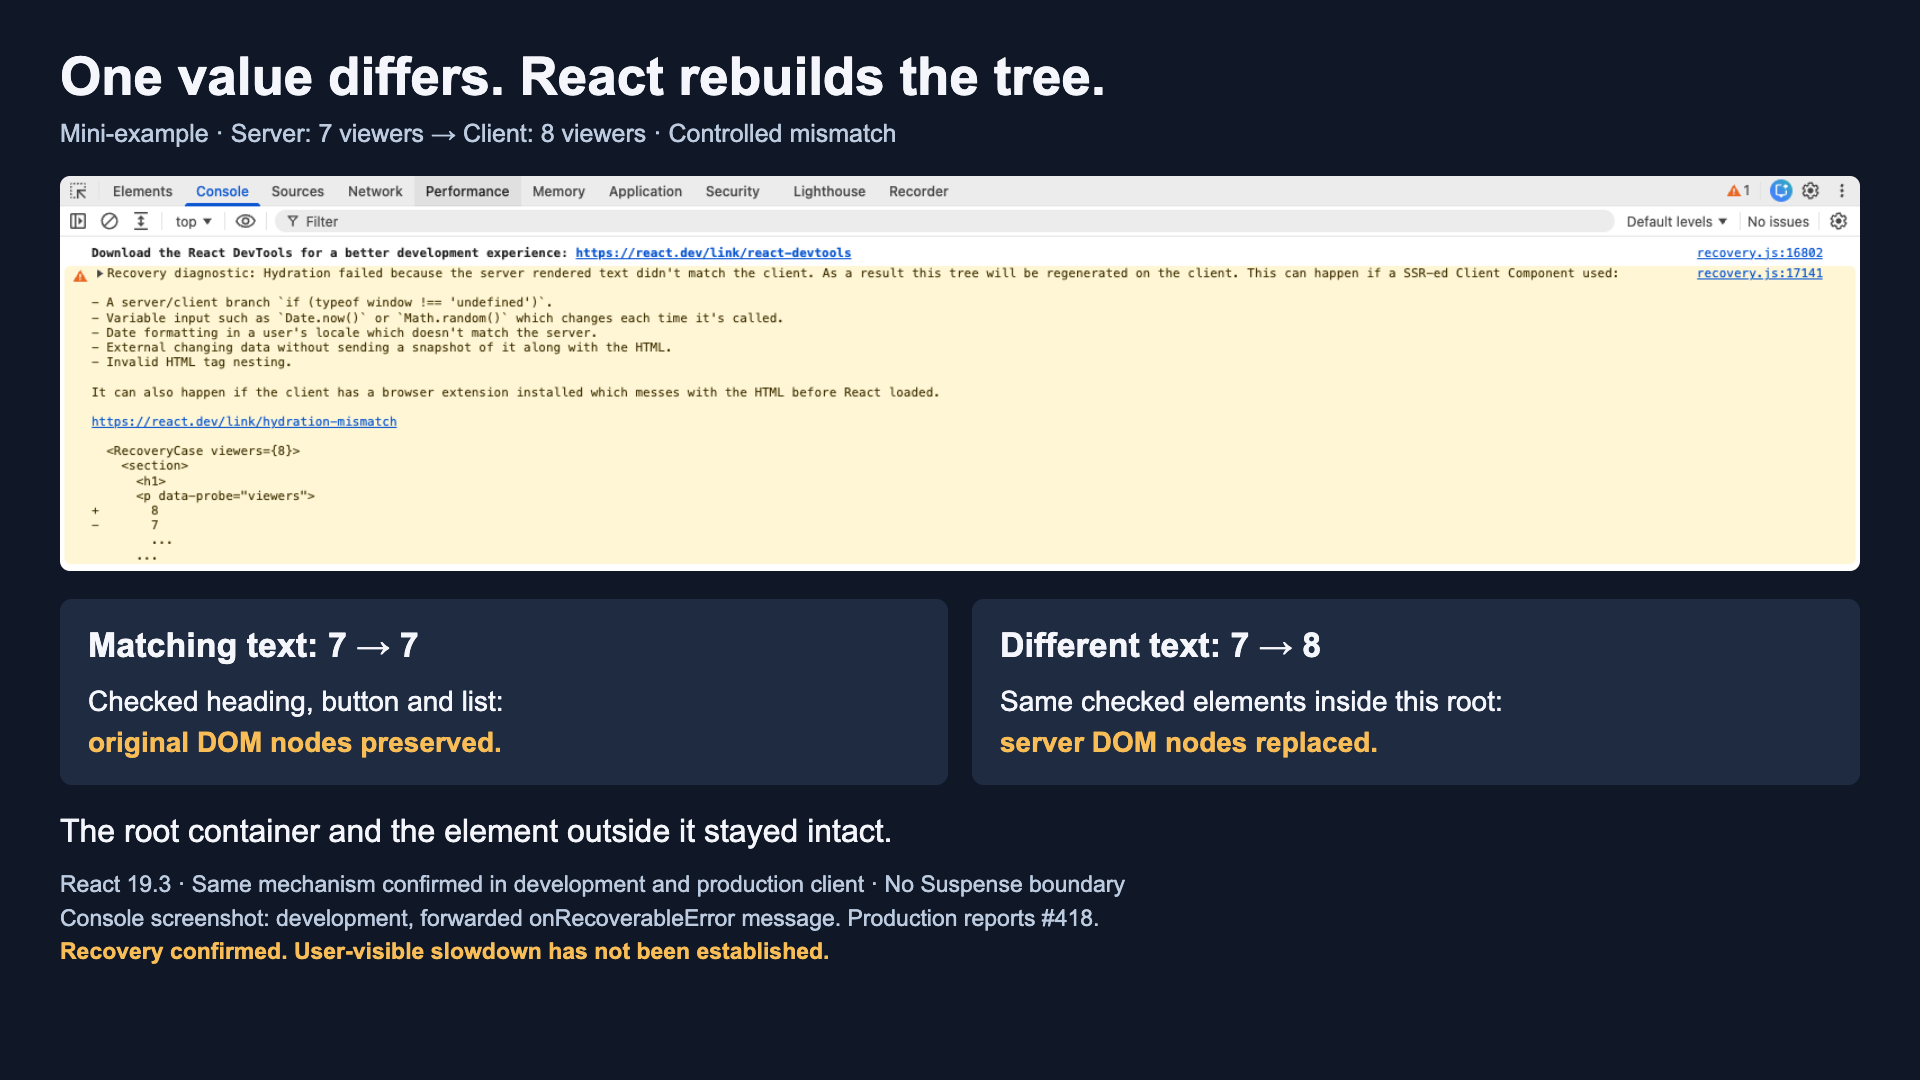 One value differs. React rebuilds the tree.
Mini-example · Server: 7 viewers → Client: 8 viewers · Controlled mismatch
Elements Console Sources Network Performance Memory Application Security Lighthouse Recorder 1
top ▼ Filter Default levels ▼ No issues
Download the React DevTools for a better development experience: https://react.dev/link/react-devtools recovery.js:16802
Recovery diagnostic: Hydration failed because the server rendered text didn't match the client. As a result this tree will be regenerated on the client. This can happen if a SSR-ed Client Component used: recovery.js:17141
– A server/client branch `if (typeof window !== 'undefined')`.
– Variable input such as `Date.now()` or `Math.random()` which changes each time it's called.
– Date formatting in a user's locale which doesn't match the server.
– External changing data without sending a snapshot of it along with the HTML.
– Invalid HTML tag nesting.
It can also happen if the client has a browser extension installed which messes with the HTML before React loaded.
https://react.dev/link/hydration-mismatch
<RecoveryCase viewers={8}>
<section>
<h1>
<p data-probe="viewers">
+ 8
– 7
...
...
Matching text: 7 → 7
Checked heading, button and list:
original DOM nodes preserved.
Different text: 7 → 8
Same checked elements inside this root:
server DOM nodes replaced.
The root container and the element outside it stayed intact.
React 19.3 · Same mechanism confirmed in development and production client · No Suspense boundary
Console screenshot: development, forwarded onRecoverableError message. Production reports #418.
Recovery confirmed. User-visible slowdown has not been established.